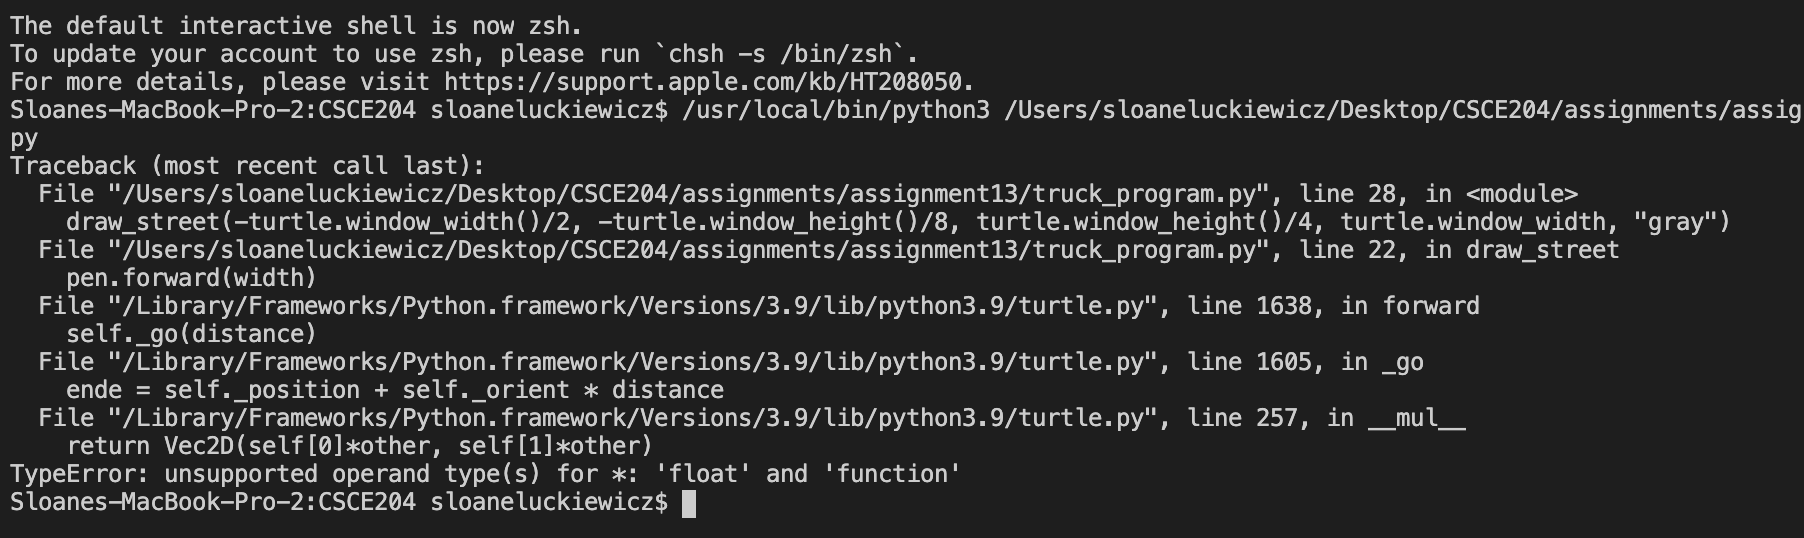 The default interactive shell is now zsh.
To update your account to use zsh, please run `chsh -s /bin/zsh`.
For more details, please visit https://support.apple.com/kb/HT208050.
Sloanes-MacBook-Pro-2:CSCE204 sloaneluckiewicz$ /usr/local/bin/python3 /Users/sloaneluckiewicz/Desktop/CSCE204/assignments/assig
py
Traceback (most recent call last):
  File "/Users/sloaneluckiewicz/Desktop/CSCE204/assignments/assignment13/truck_program.py", line 28, in <module>
    draw_street(-turtle.window_width()/2, -turtle.window_height()/8, turtle.window_height()/4, turtle.window_width, "gray")
  File "/Users/sloaneluckiewicz/Desktop/CSCE204/assignments/assignment13/truck_program.py", line 22, in draw_street
    pen.forward(width)
  File "/Library/Frameworks/Python.framework/Versions/3.9/lib/python3.9/turtle.py", line 1638, in forward
    self._go(distance)
  File "/Library/Frameworks/Python.framework/Versions/3.9/lib/python3.9/turtle.py", line 1605, in _go
    ende = self._position + self._orient * distance
  File "/Library/Frameworks/Python.framework/Versions/3.9/lib/python3.9/turtle.py", line 257, in __mul__
    return Vec2D(self[0]*other, self[1]*other)
TypeError: unsupported operand type(s) for *: 'float' and 'function'
Sloanes-MacBook-Pro-2:CSCE204 sloaneluckiewicz$